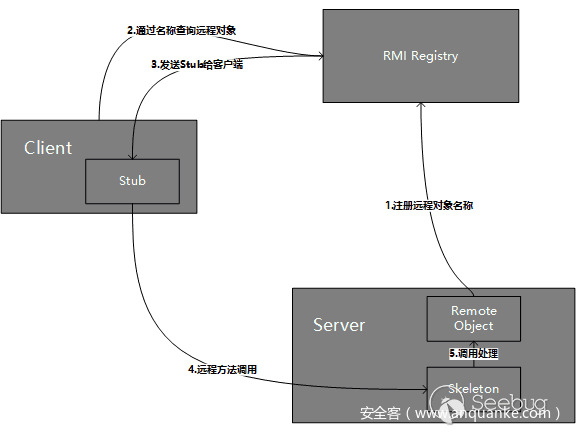 2.通过名称查询远程对象
RMI Registry
3.发送Stub给客户端
Client
Stub
1.注册远程对象名称
Server
Remote
Object
5.调用处理
4.远程方法调用
Skeleton
Seebug
安全客（www.anquanke.com）